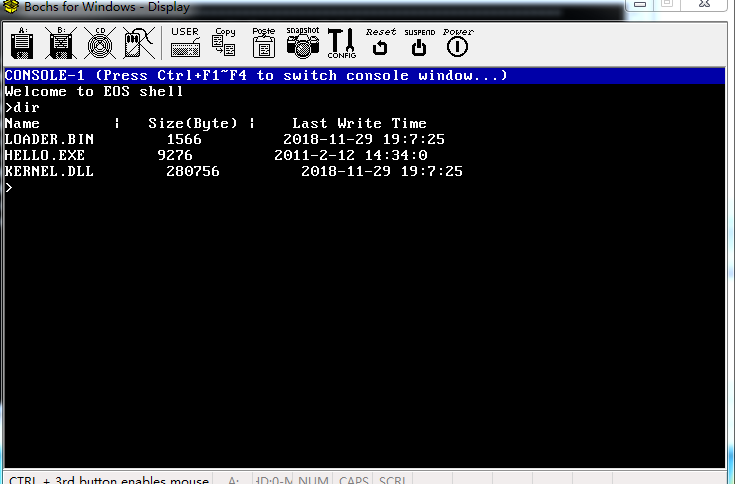 Bochs for Windows - Display
A: B: CD USER Copy Paste snapshot CONFIG Reset SUSPEND Power
CONSOLE-1 (Press Ctrl+F1~F4 to switch console window...)
Welcome to EOS shell
>dir
Name | Size(Byte) | Last Write Time
LOADER.BIN 1566 2018-11-29 19:7:25
HELLO.EXE 9276 2011-2-12 14:34:0
KERNEL.DLL 280756 2018-11-29 19:7:25
>
CTRL + 3rd button enables mouse A: HD:0-M NUM CAPS SCRL